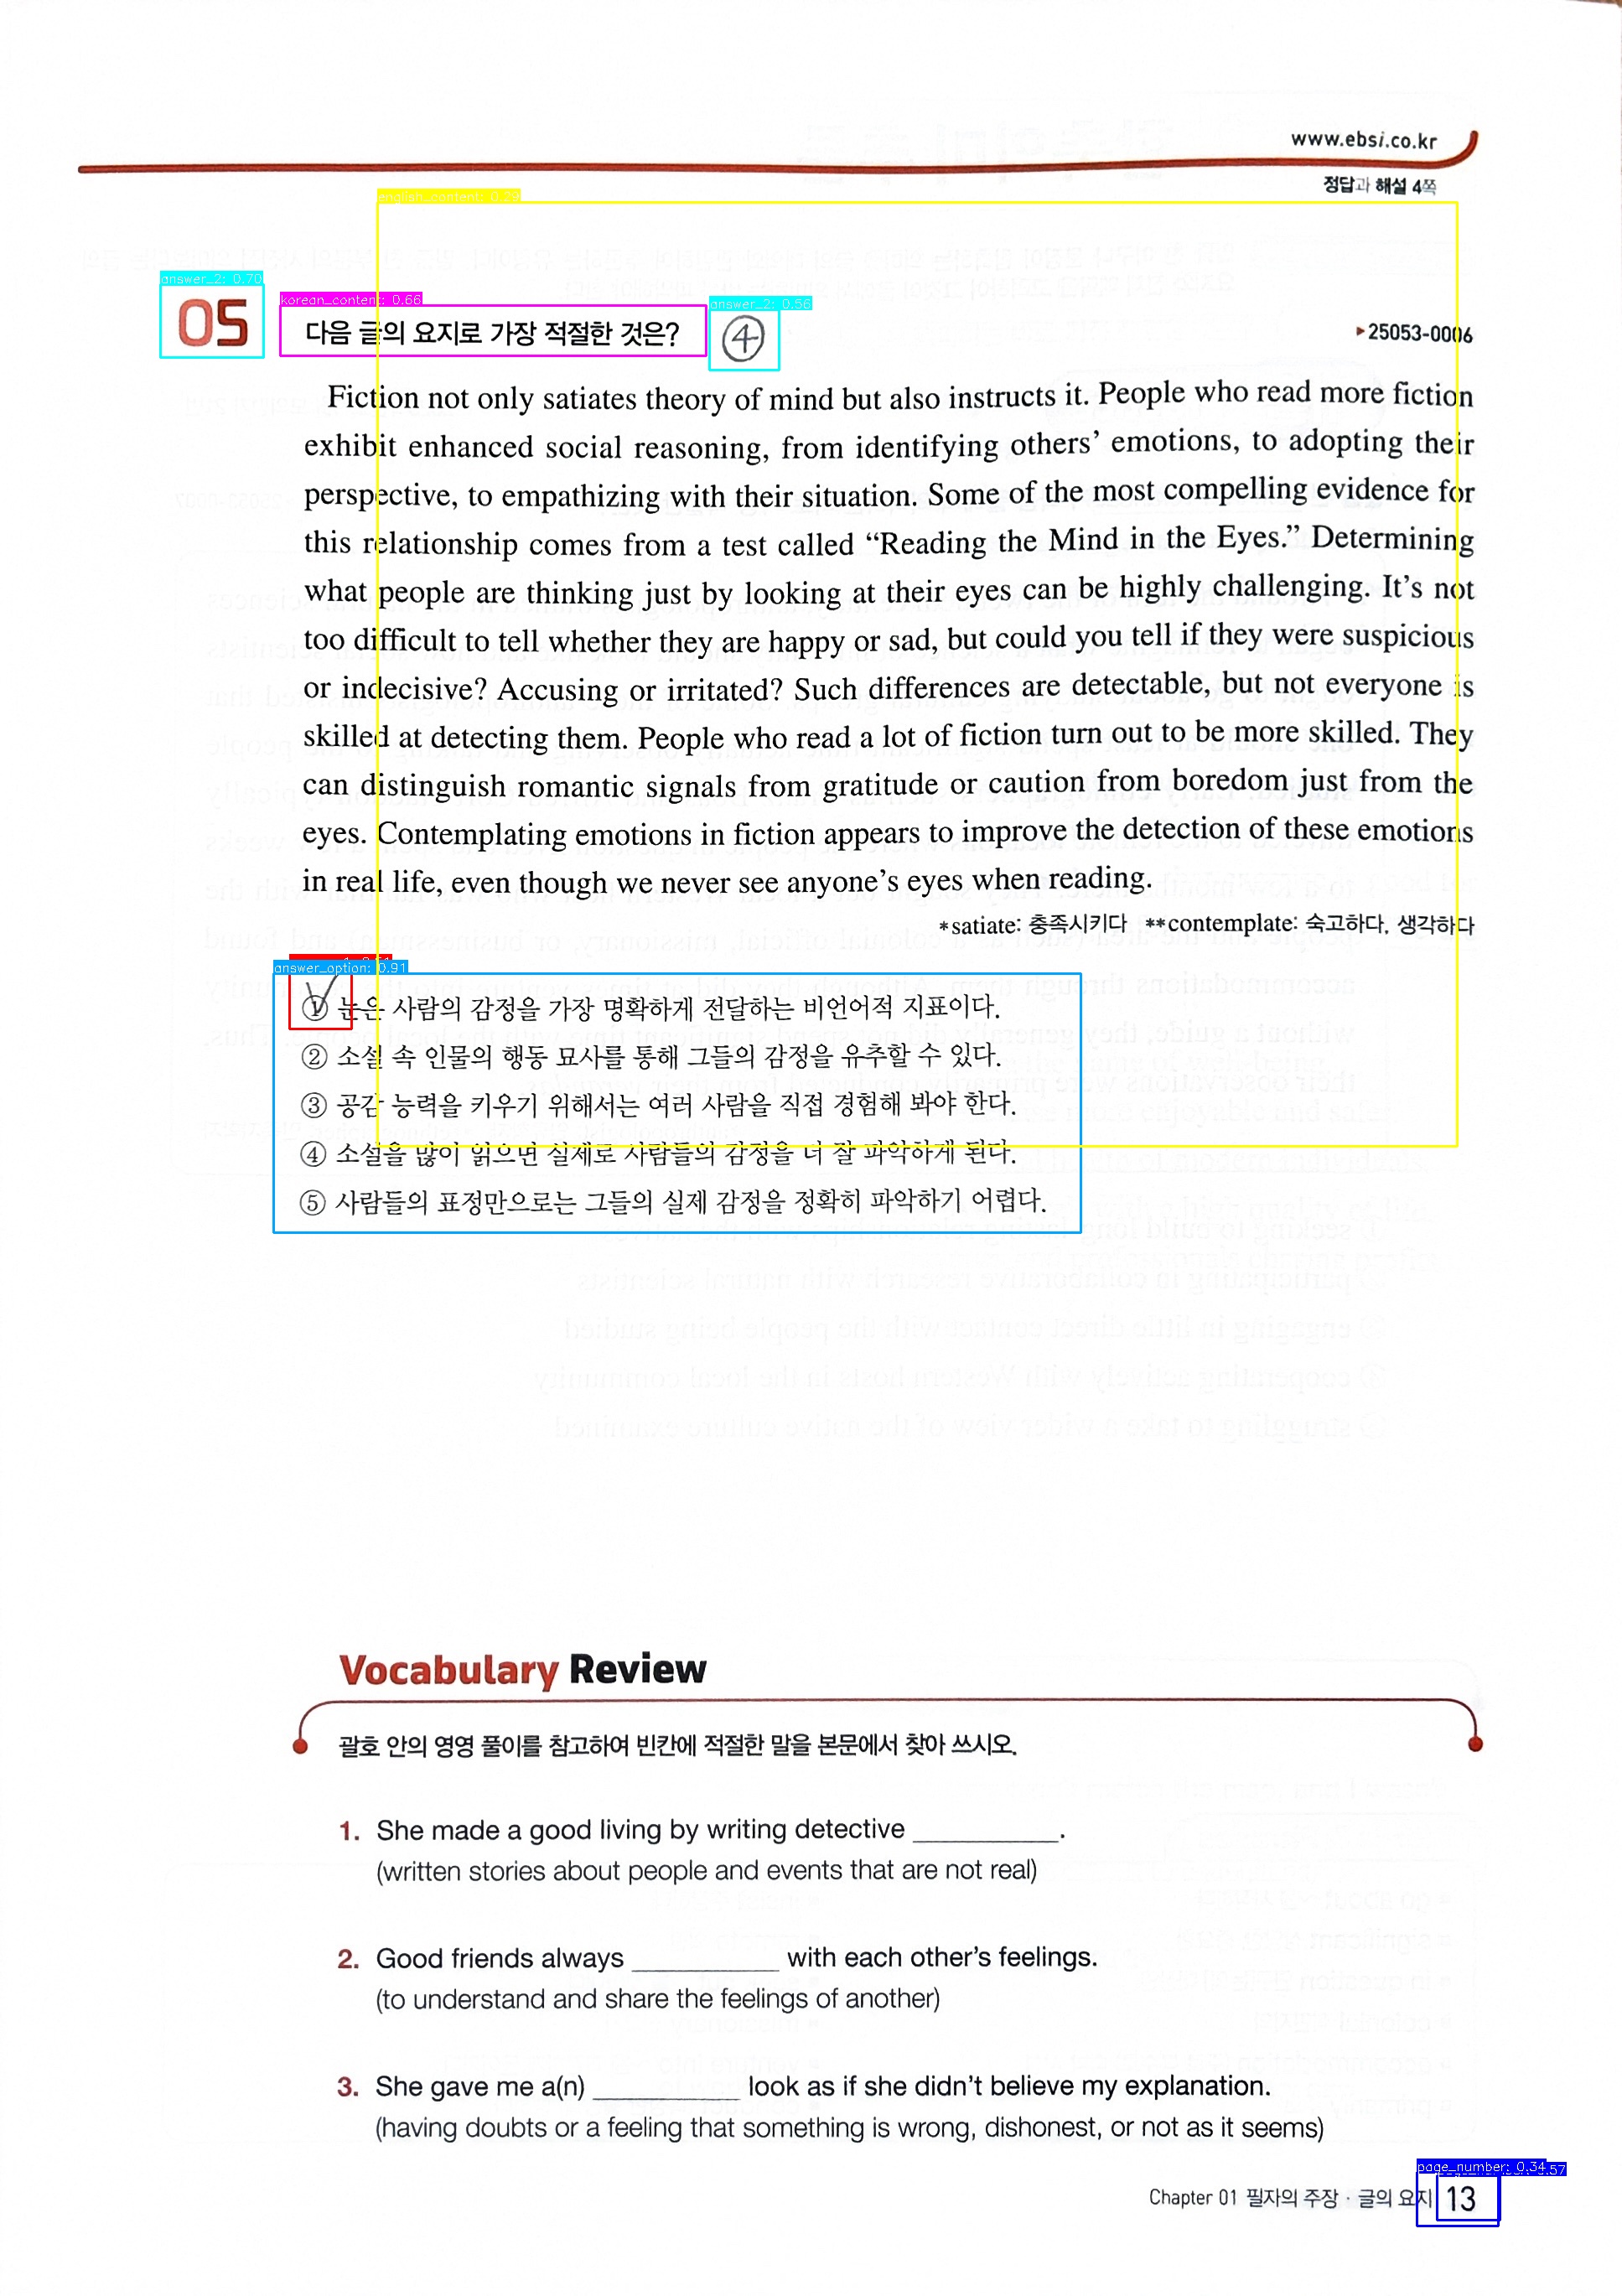 www.ebsi.co.kr
정답과 해설 4쪽
english_content: 0.29
answer_2: 0.70
korean_content: 0.66
answer_2: 0.56
05 다음 글의 요지로 가장 적절한 것은? ④ ▸25053-0006
Fiction not only satiates theory of mind but also instructs it. People who read more fiction
exhibit enhanced social reasoning, from identifying others’ emotions, to adopting their
perspective, to empathizing with their situation. Some of the most compelling evidence for
this relationship comes from a test called “Reading the Mind in the Eyes.” Determining
what people are thinking just by looking at their eyes can be highly challenging. It’s not
too difficult to tell whether they are happy or sad, but could you tell if they were suspicious
or indecisive? Accusing or irritated? Such differences are detectable, but not everyone is
skilled at detecting them. People who read a lot of fiction turn out to be more skilled. They
can distinguish romantic signals from gratitude or caution from boredom just from the
eyes. Contemplating emotions in fiction appears to improve the detection of these emotions
in real life, even though we never see anyone’s eyes when reading.
*satiate: 충족시키다 **contemplate: 숙고하다, 생각하다
answer_option: 0.91
① 눈은 사람의 감정을 가장 명확하게 전달하는 비언어적 지표이다.
② 소설 속 인물의 행동 묘사를 통해 그들의 감정을 유추할 수 있다.
③ 공감 능력을 키우기 위해서는 여러 사람을 직접 경험해 봐야 한다.
④ 소설을 많이 읽으면 실제로 사람들의 감정을 더 잘 파악하게 된다.
⑤ 사람들의 표정만으로는 그들의 실제 감정을 정확히 파악하기 어렵다.
Vocabulary Review
괄호 안의 영영 풀이를 참고하여 빈칸에 적절한 말을 본문에서 찾아 쓰시오.
1. She made a good living by writing detective __________.
(written stories about people and events that are not real)
2. Good friends always __________ with each other’s feelings.
(to understand and share the feelings of another)
3. She gave me a(n) __________ look as if she didn’t believe my explanation.
(having doubts or a feeling that something is wrong, dishonest, or not as it seems)
page_number: 0.34
Chapter 01 필자의 주장 · 글의 요지 13